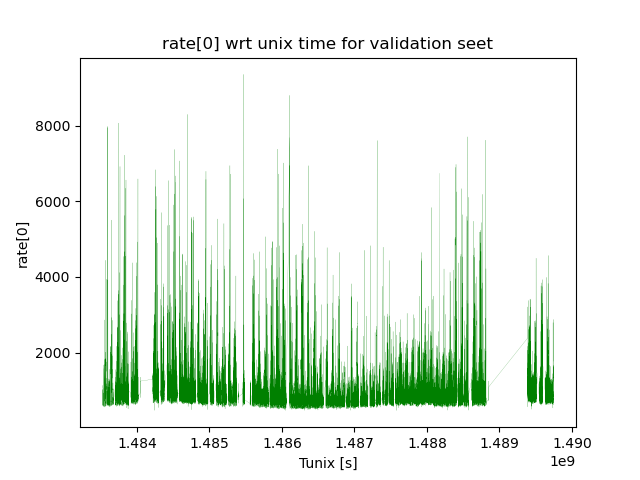 rate[0] wrt unix time for validation seet
8000
6000
4000
2000
rate[0]
1.484 1.485 1.486 1.487 1.488 1.489 1.490
Tunix [s]
1e9